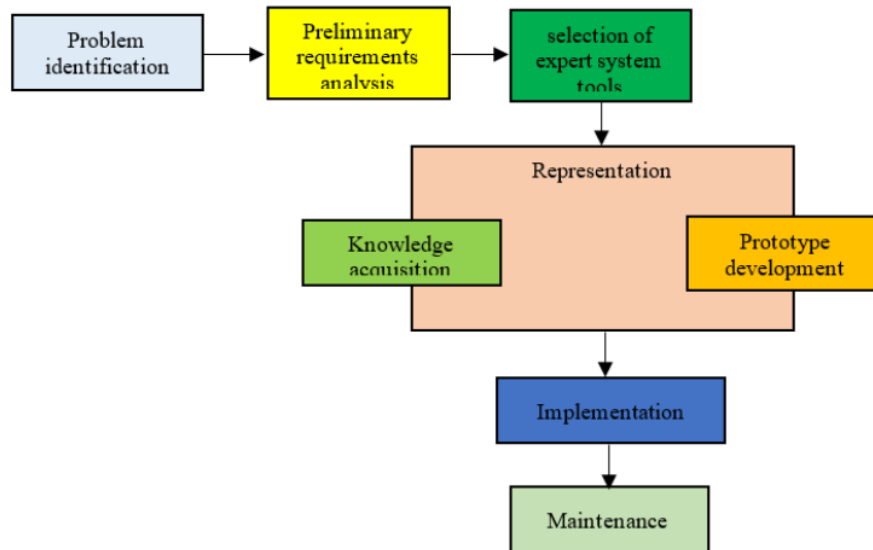 Problem
identification
Preliminary
requirements
analysis
selection of
expert system
tools
Representation
Knowledge
acquisition
Prototype
development
Implementation
Maintenance